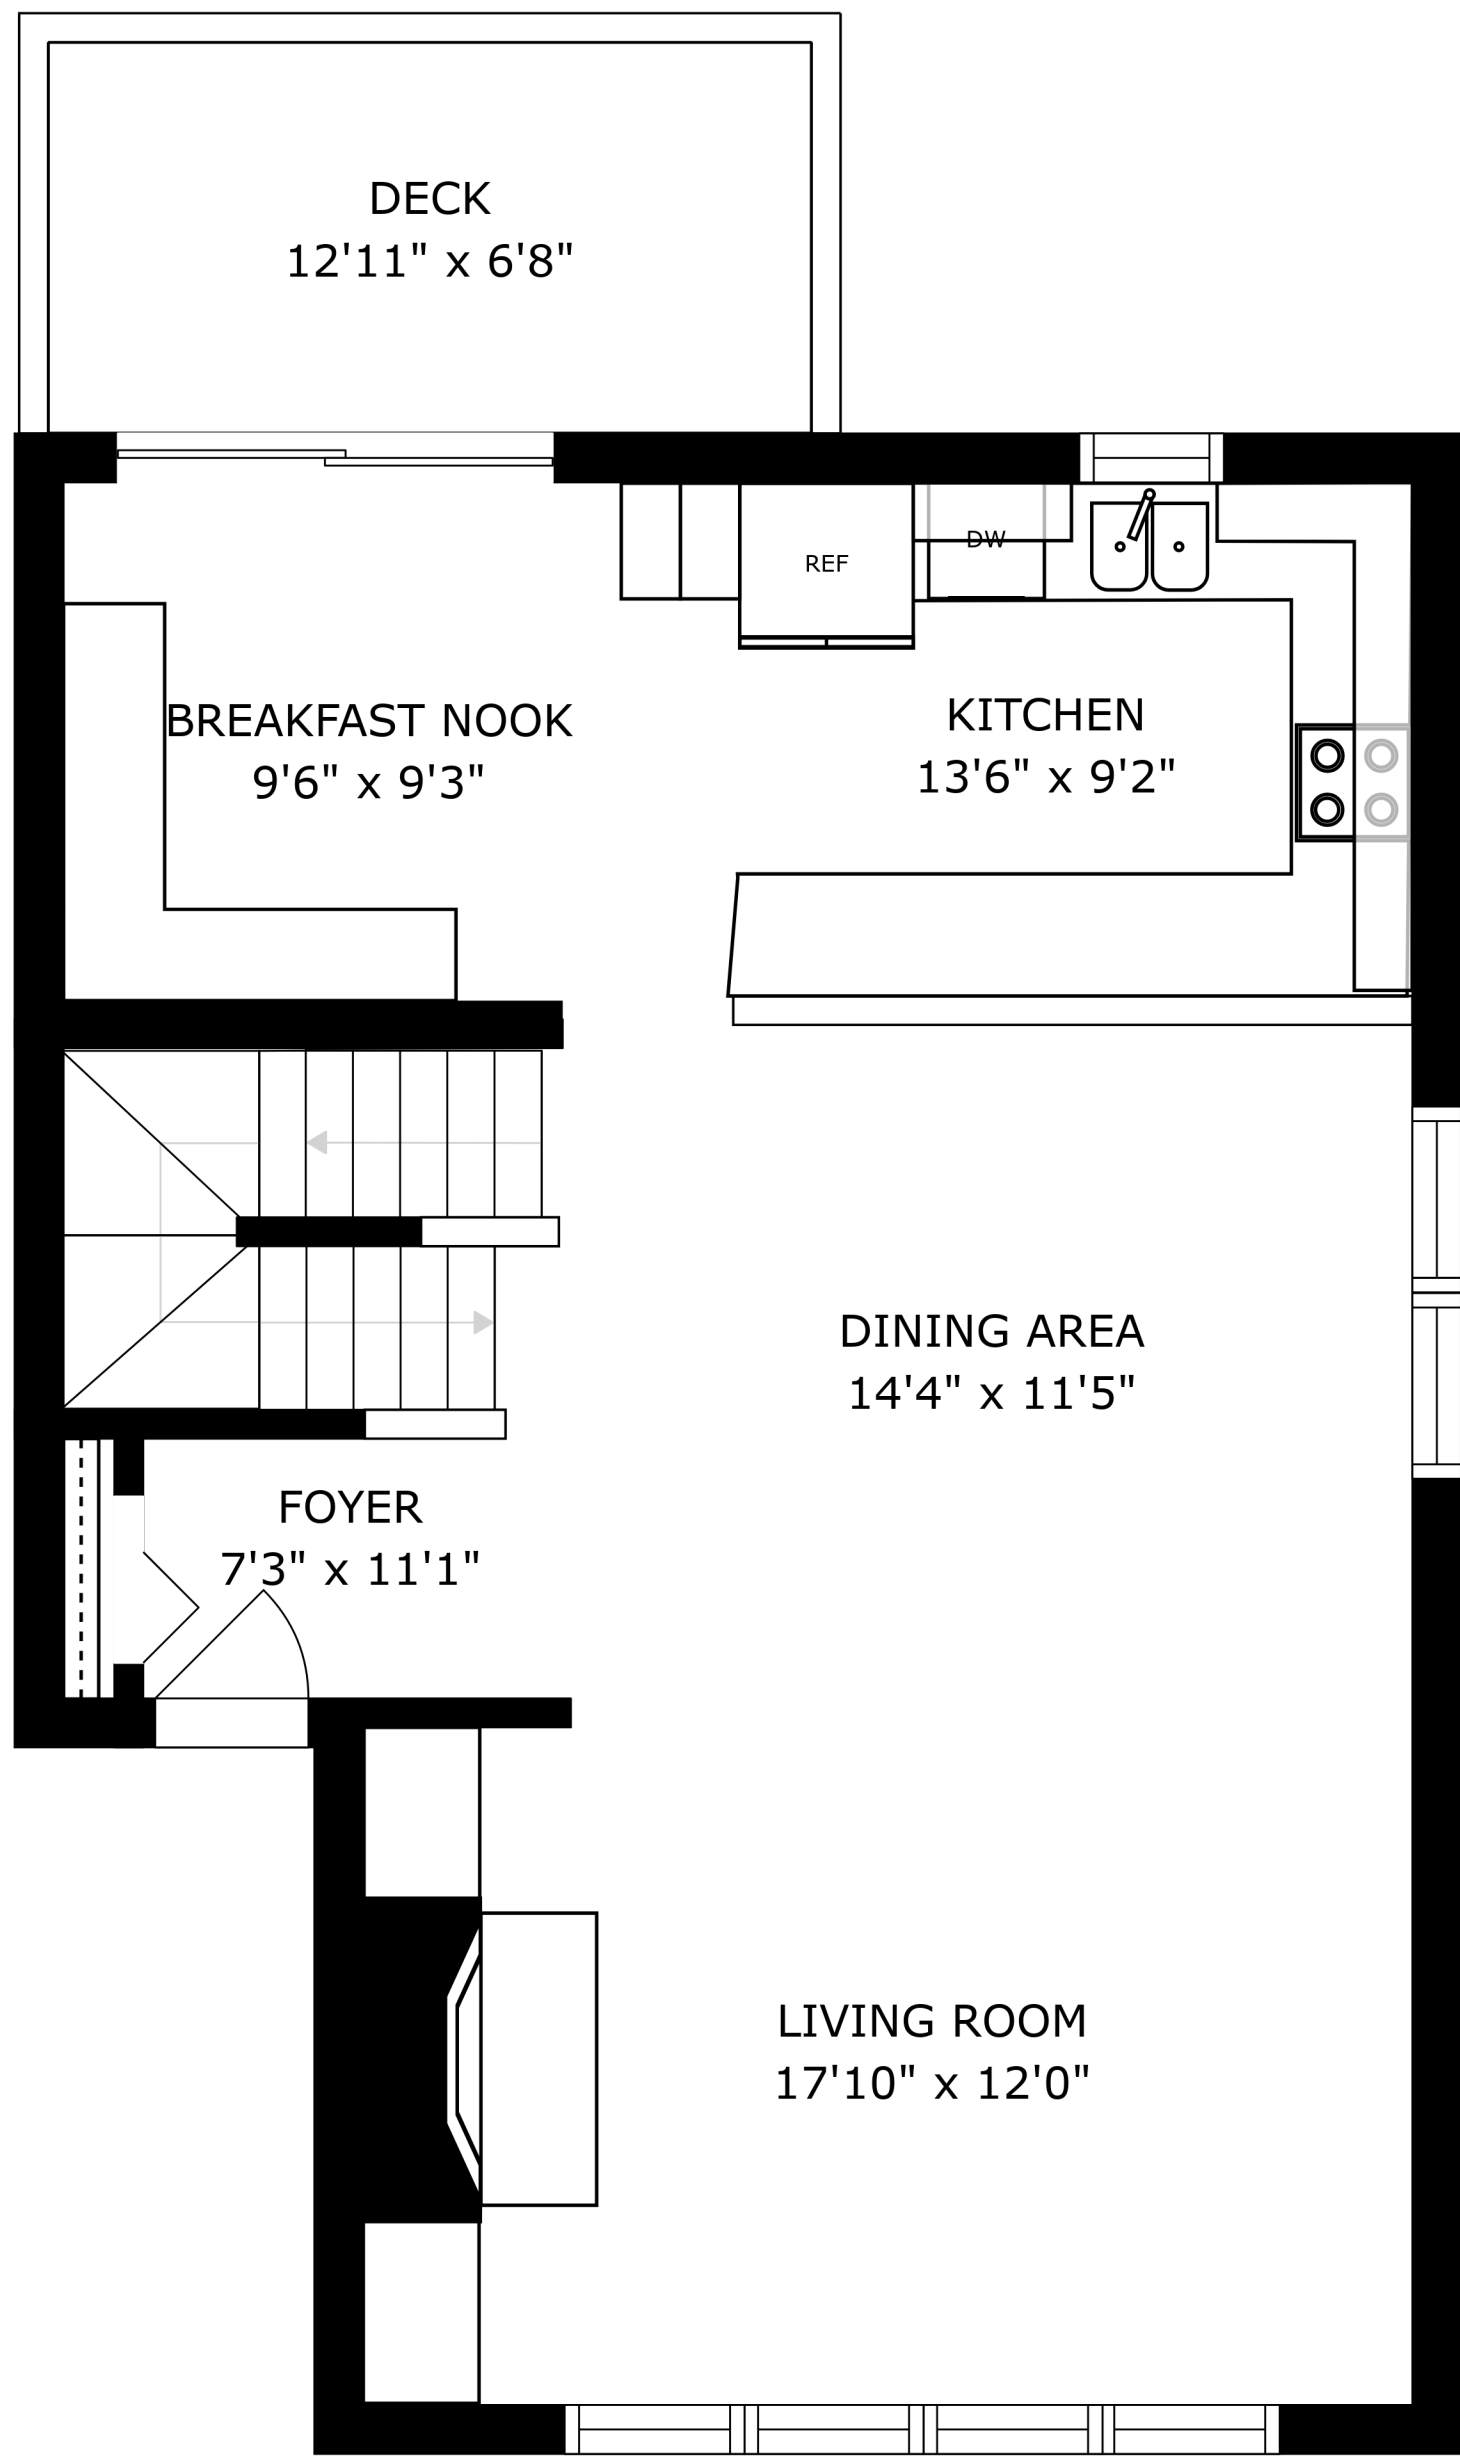 DECK
12'11" x 6'8"
DW
REF
BREAKFAST NOOK
9'6" x 9'3"
KITCHEN
13'6" x 9'2"
DINING AREA
14'4" x 11'5"
FOYER
7'3" x 11'1"
LIVING ROOM
17'10" x 12'0"